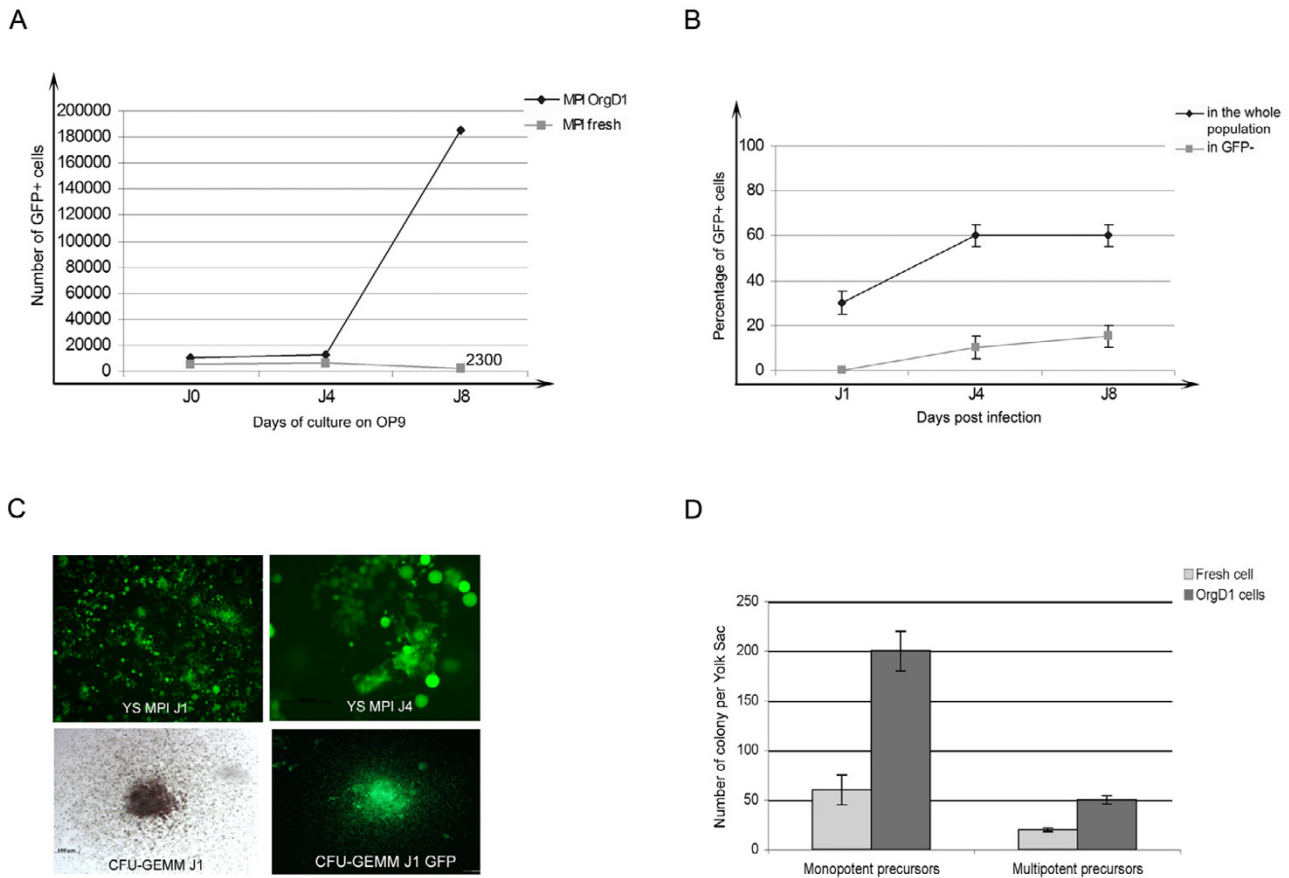 A
Number of GFP+ cells
200000
180000
160000
140000
120000
100000
80000
60000
40000
20000
0
J0
J4
J8
2300
Days of culture on OP9
MPI OrgD1
MPI fresh
B
Percentage of GFP+ cells
100
80
60
40
20
0
J1
J4
J8
Days post infection
in the whole
population
in GFP-
C
YS MPI J1
YS MPI J4
100 µm
CFU-GEMM J1
CFU-GEMM J1 GFP
D
Number of colony per Yolk Sac
250
200
150
100
50
0
Monopotent precursors
Multipotent precursors
Fresh cell
OrgD1 cells